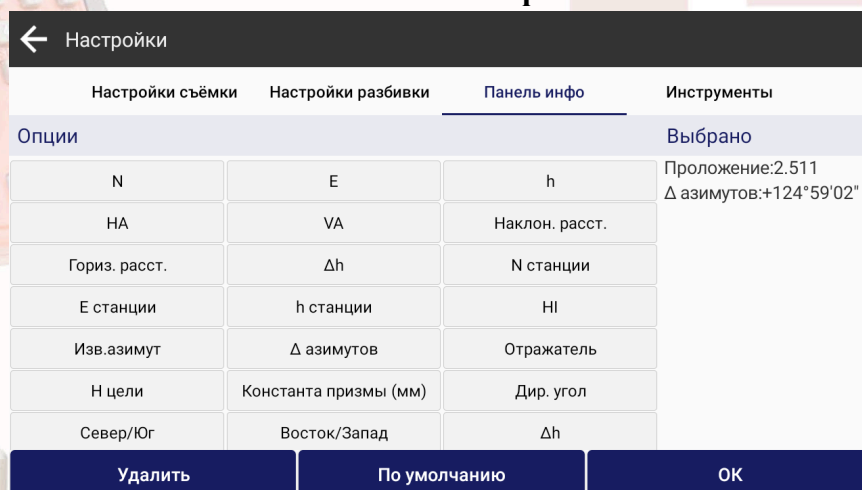 Настройки
Настройки съёмки Настройки разбивки Панель инфо Инструменты
Опции Выбрано
N E h
Проложение:2.511
Δ азимутов:+124°59'02"
HA VA Наклон. расст.
Гориз. расст. Δh N станции
E станции h станции HI
Изв.азимут Δ азимутов Отражатель
H цели Константа призмы (мм) Дир. угол
Север/Юг Восток/Запад Δh
Удалить По умолчанию ОК